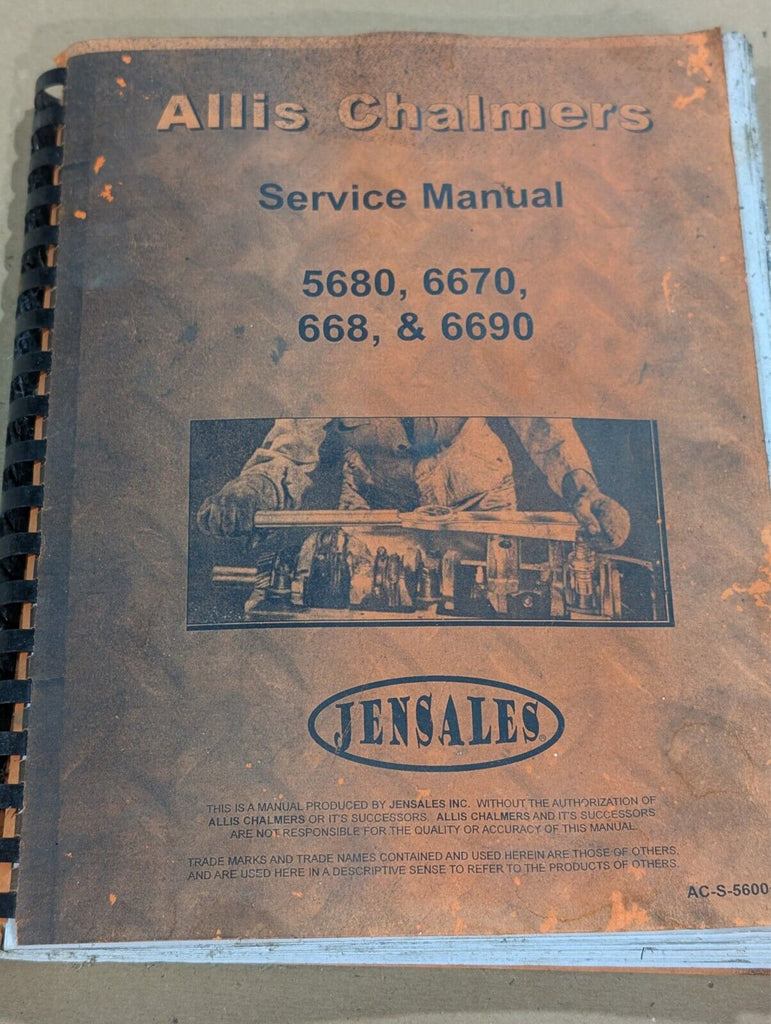 Allis Chalmers
Service Manual
5680, 6670,
668, & 6690
JENSALES®
THIS IS A MANUAL PRODUCED BY JENSALES INC. WITHOUT THE AUTHORIZATION OF
ALLIS CHALMERS OR IT'S SUCCESSORS. ALLIS CHALMERS AND IT'S SUCCESSORS
ARE NOT RESPONSIBLE FOR THE QUALITY OR ACCURACY OF THIS MANUAL.
TRADE MARKS AND TRADE NAMES CONTAINED AND USED HEREIN ARE THOSE OF OTHERS,
AND ARE USED HERE IN A DESCRIPTIVE SENSE TO REFER TO THE PRODUCTS OF OTHERS.
AC-S-5600